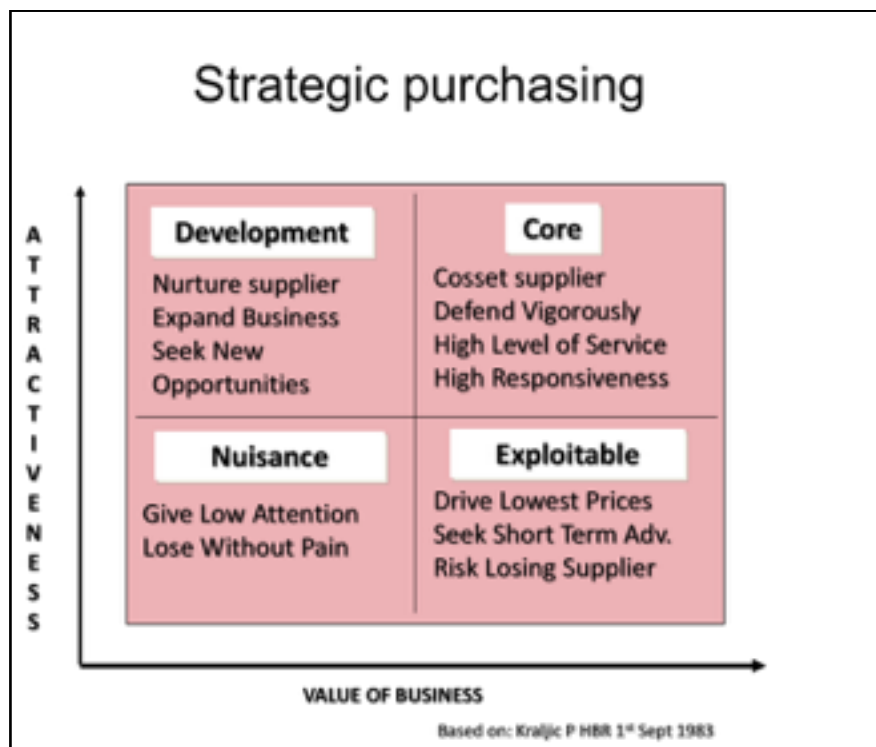 Strategic purchasing
ATTRACTIVENESS
Development
Nurture supplier
Expand Business
Seek New
Opportunities
Core
Cosset supplier
Defend Vigorously
High Level of Service
High Responsiveness
Nuisance
Give Low Attention
Lose Without Pain
Exploitable
Drive Lowest Prices
Seek Short Term Adv.
Risk Losing Supplier
VALUE OF BUSINESS
Based on: Kraljic P HBR 1st Sept 1983